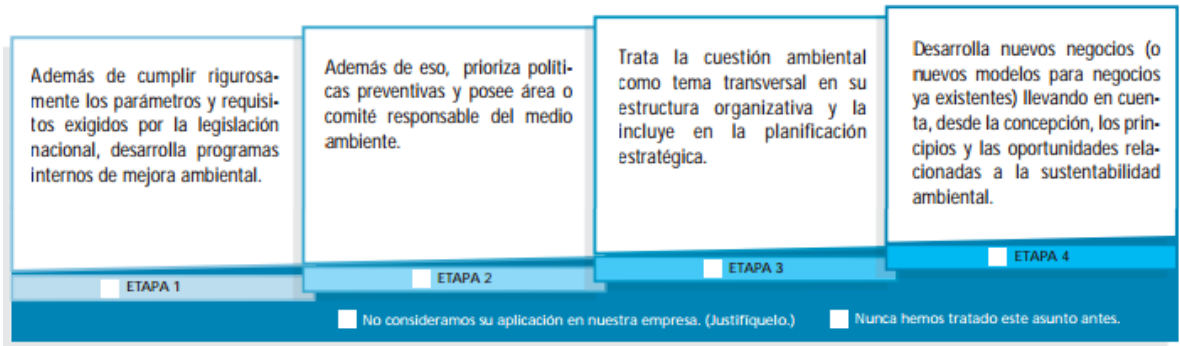 Además de cumplir rigurosa-
mente los parámetros y requisi-
tos exigidos por la legislación
nacional, desarrolla programas
internos de mejora ambiental.
ETAPA 1
Además de eso, prioriza políti-
cas preventivas y posee área o
comité responsable del medio
ambiente.
ETAPA 2
Trata la cuestión ambiental
como tema transversal en su
estructura organizativa y la
incluye en la planificación
estratégica.
ETAPA 3
Desarrolla nuevos negocios (o
nuevos modelos para negocios
ya existentes) llevando en cuen-
ta, desde la concepción, los prin-
cipios y las oportunidades rela-
cionadas a la sustentabilidad
ambiental.
ETAPA 4
No consideramos su aplicación en nuestra empresa. (Justifíquelo.)
Nunca hemos tratado este asunto antes.